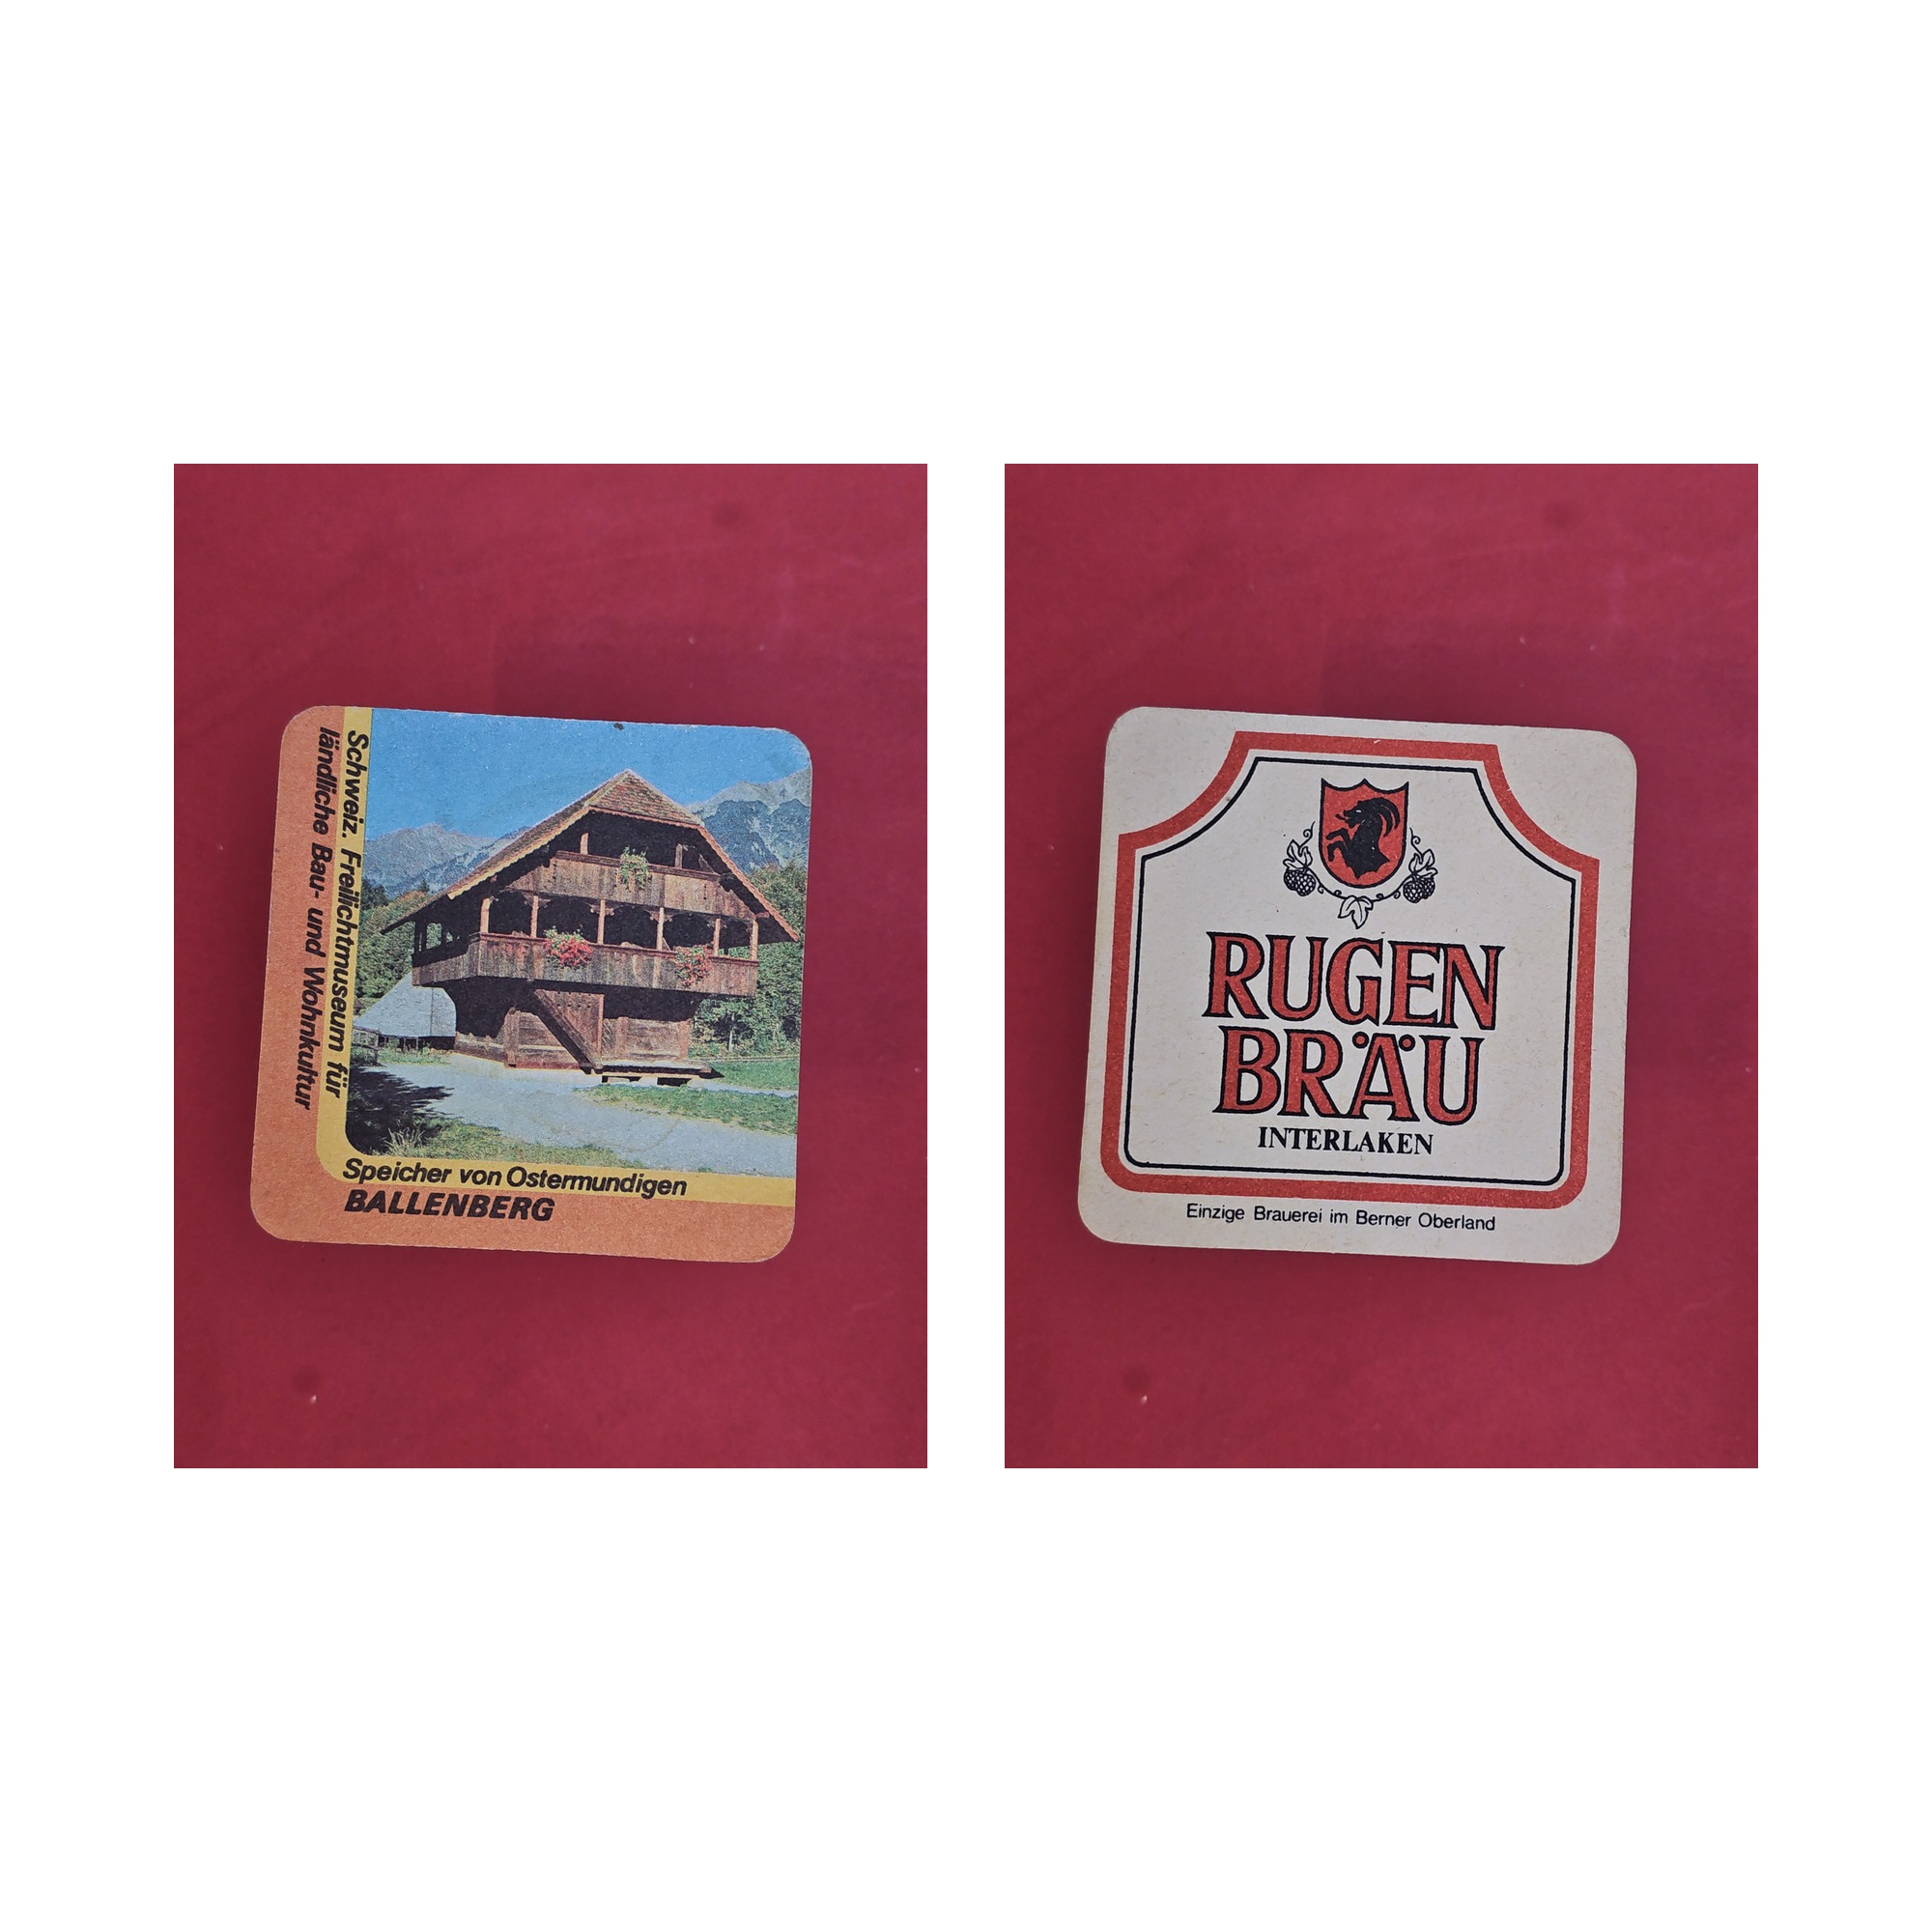 Schweiz. Freilichtmuseum für
ländliche Bau- und Wohnkultur
Speicher von Ostermundigen
BALLENBERG
RUGEN
BRÄU
INTERLAKEN
Einzige Brauerei im Berner Oberland